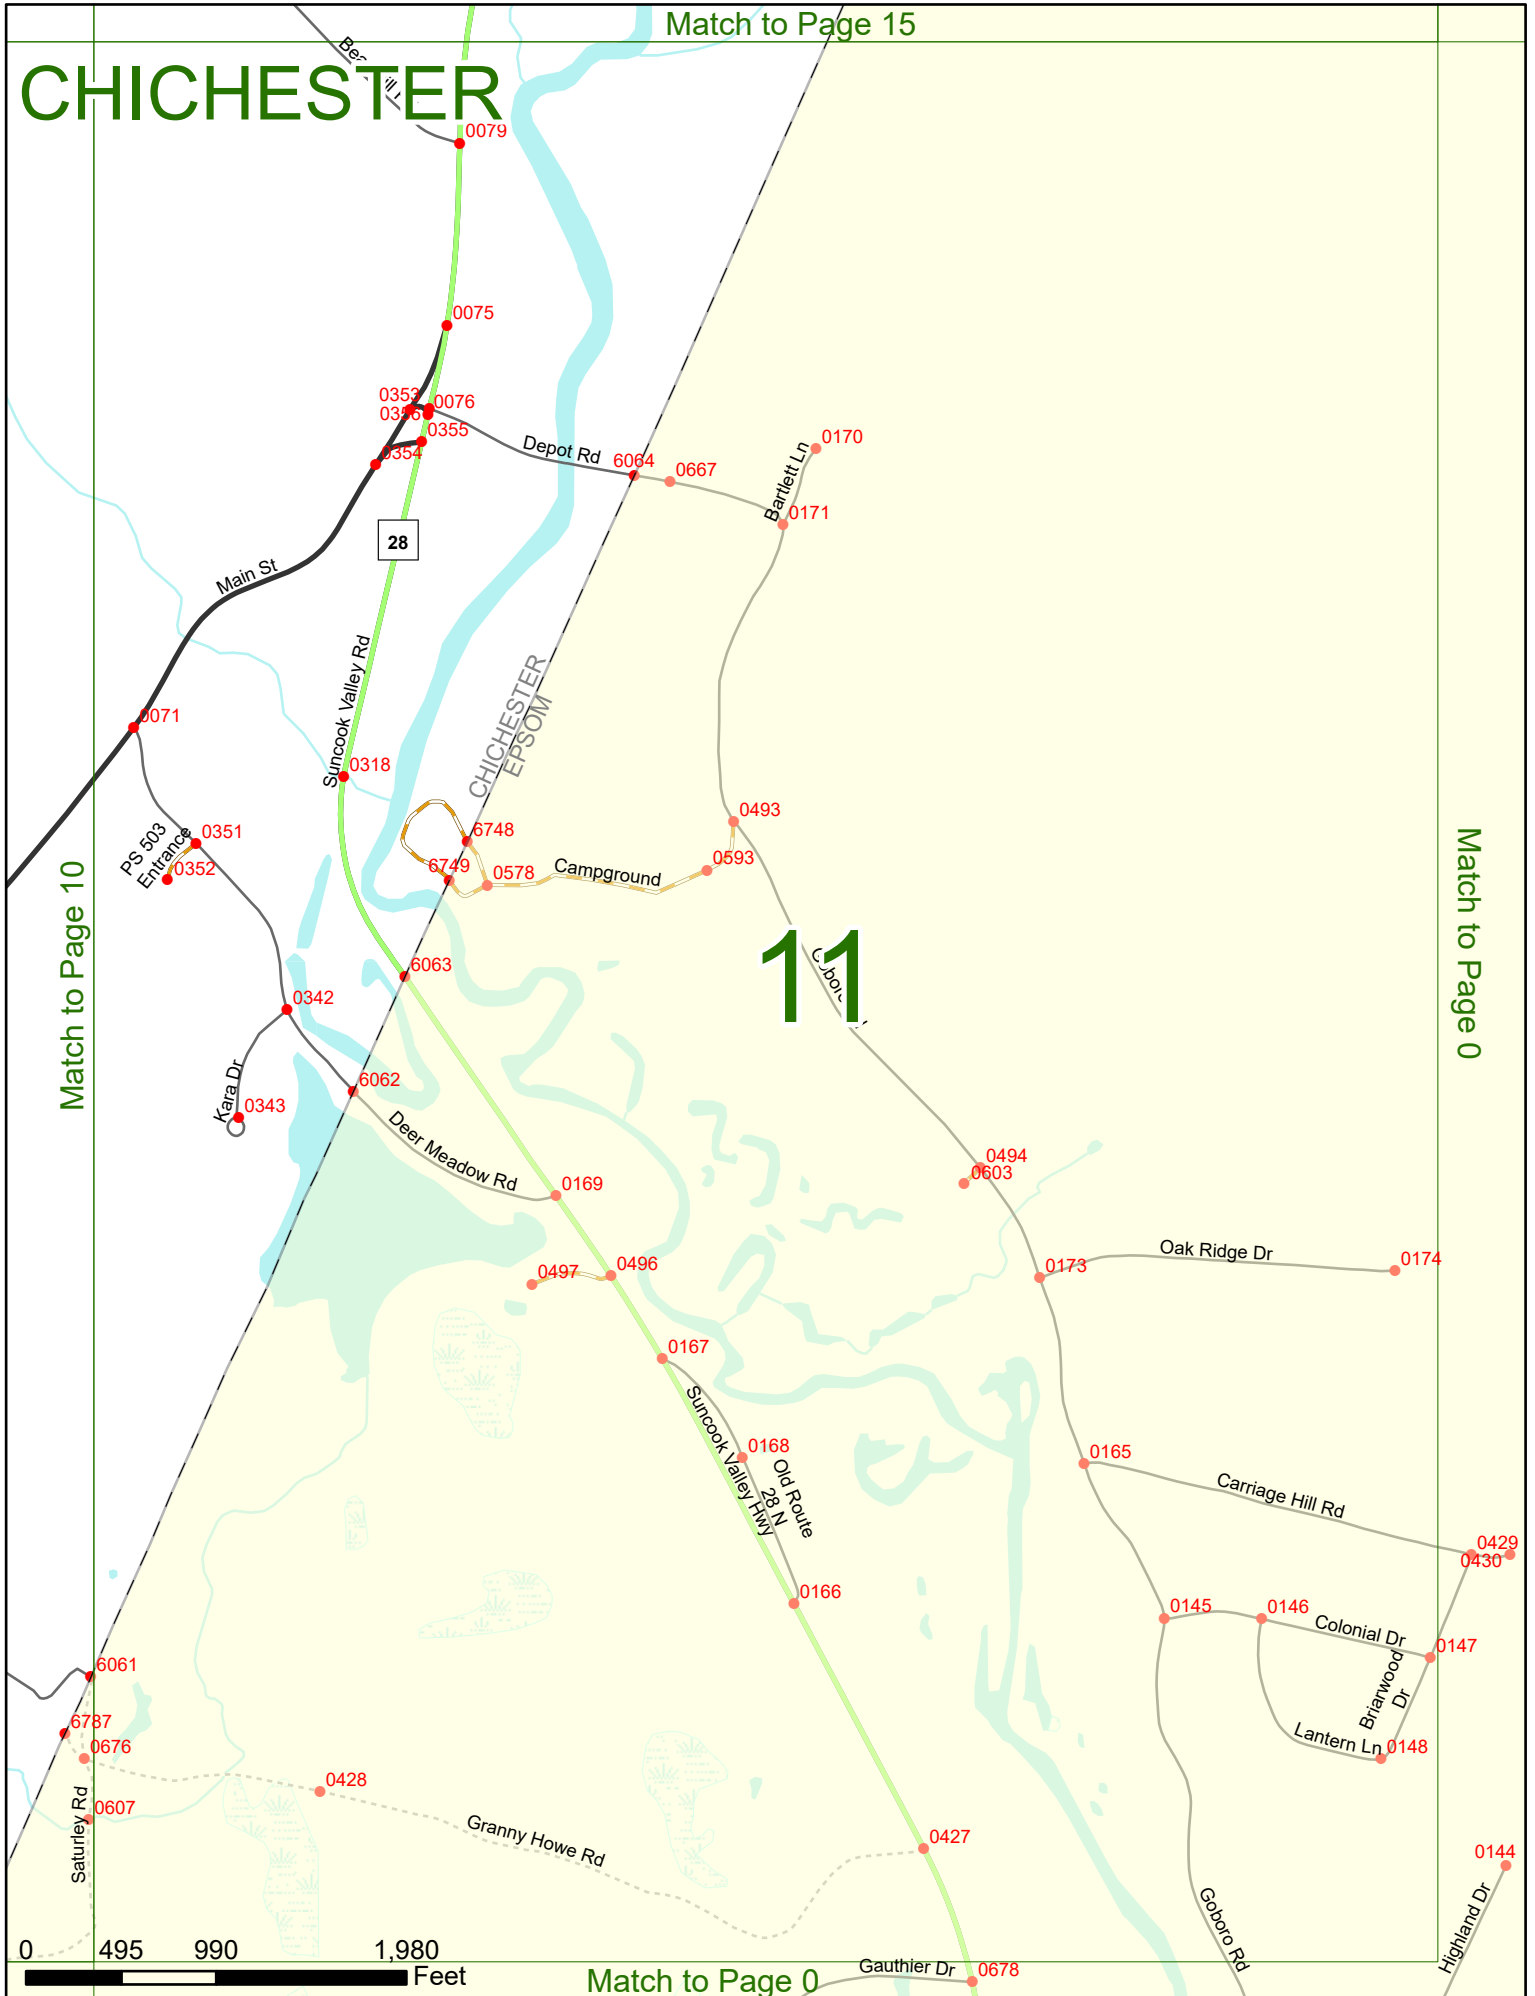 Match to Page 15
CHICHESTER
0079
0075
0353
0076
0356
0355
0354
Depot Rd
6064
0667
Bartlett Ln
0170
0171
28
Main St
Suncook Valley Rd
CHICHESTER
EPSOM
0071
0318
PS 503
Entrance
0351
0352
6748
6749
0578
Campground
0593
0493
Match to Page 10
Match to Page 0
11
6063
0342
6062
Kara Dr
0343
Deer Meadow Rd
0169
0494
0603
0497
0496
0173
Oak Ridge Dr
0174
0167
Suncook Valley Hwy
0168
Old Route
28 N
0165
Carriage Hill Rd
0429
0430
0166
0145
0146
Colonial Dr
0147
Briarwood
Dr
Lantern Ln
0148
6061
6787
0676
0428
Saturley Rd
0607
Granny Howe Rd
0427
0144
Goboro Rd
Highland Dr
0 495 990 1,980
Feet
Match to Page 0
Gauthier Dr
0678